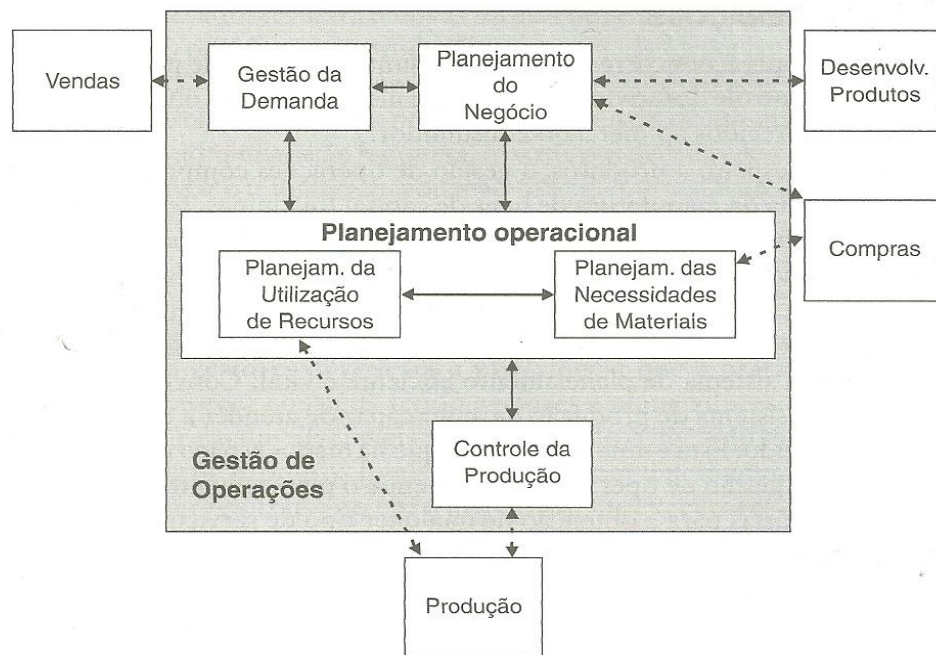 Vendas
Gestão da
Demanda
Planejamento
do
Negócio
Desenvolv.
Produtos
Planejamento operacional
Planejam. da
Utilização
de Recursos
Planejam. das
Necessidades
de Materiais
Compras
Gestão de
Operações
Controle da
Produção
Produção